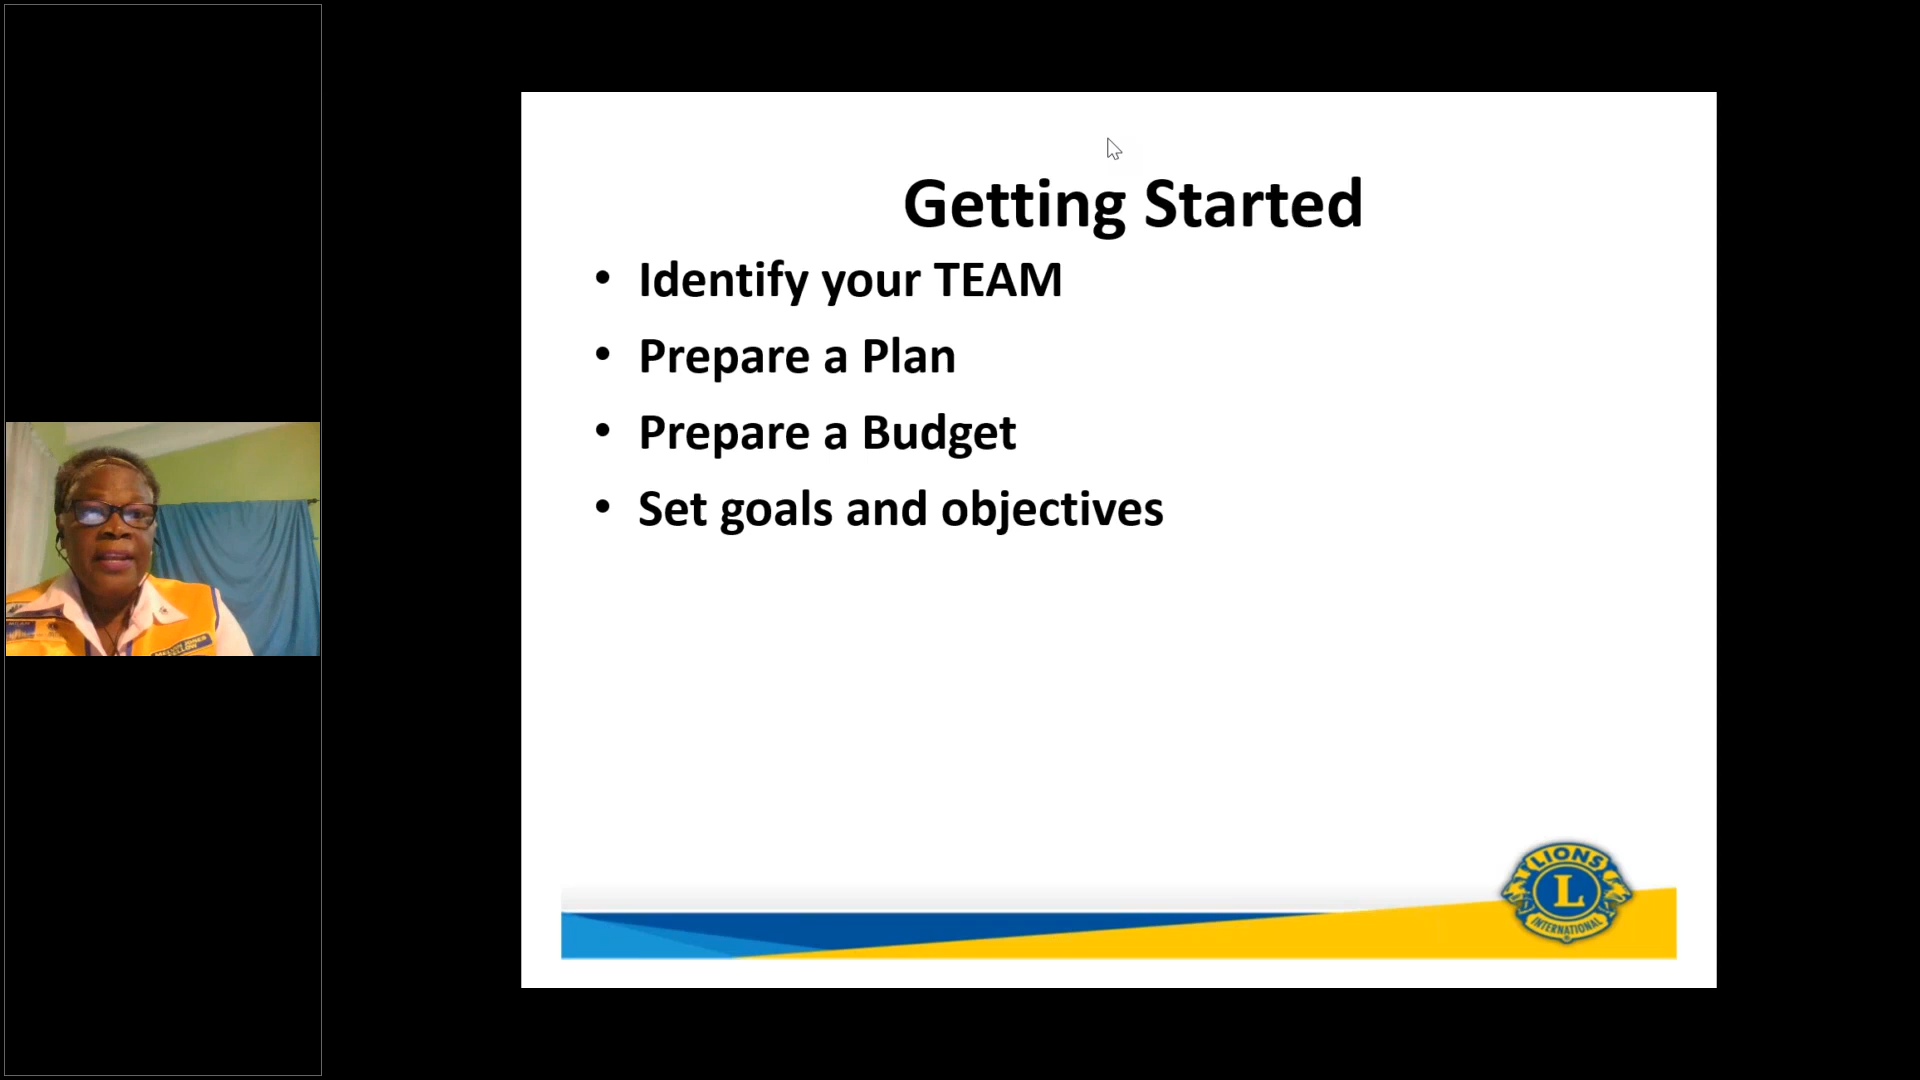 Getting Started
• Identify your TEAM
• Prepare a Plan
• Prepare a Budget
• Set goals and objectives
LIONS
L
INTERNATIONAL